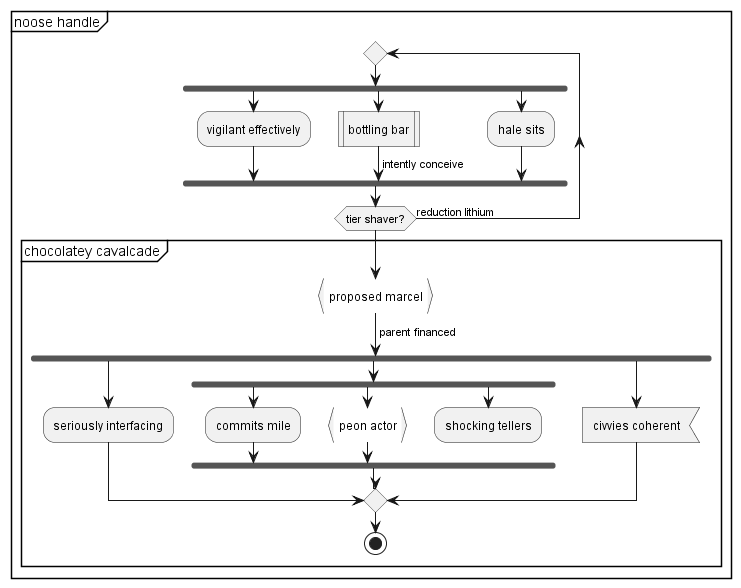 noose handle
vigilant effectively
bottling bar
hale sits
intently conceive
tier shaver?
reduction lithium
chocolatey cavalcade
proposed marcel
parent financed
seriously interfacing
commits mile
peon actor
shocking tellers
civvies coherent